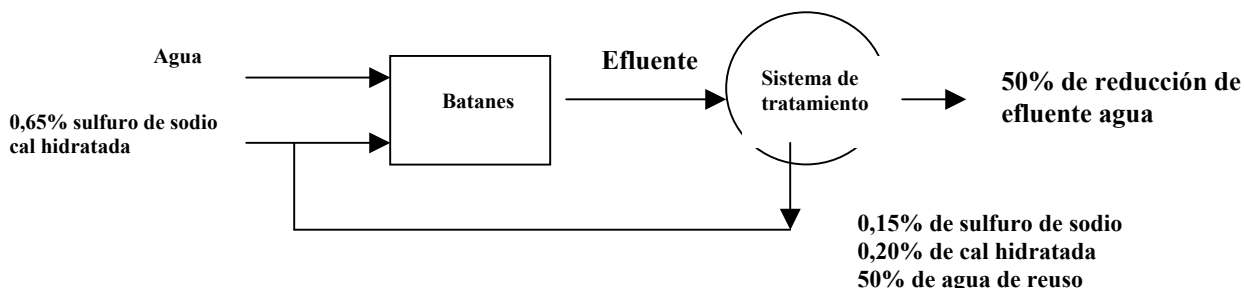 Agua
0,65% sulfuro de sodio
cal hidratada
Batanes
Efluente
Sistema de
tratamiento
50% de reducción de
efluente agua
0,15% de sulfuro de sodio
0,20% de cal hidratada
50% de agua de reuso